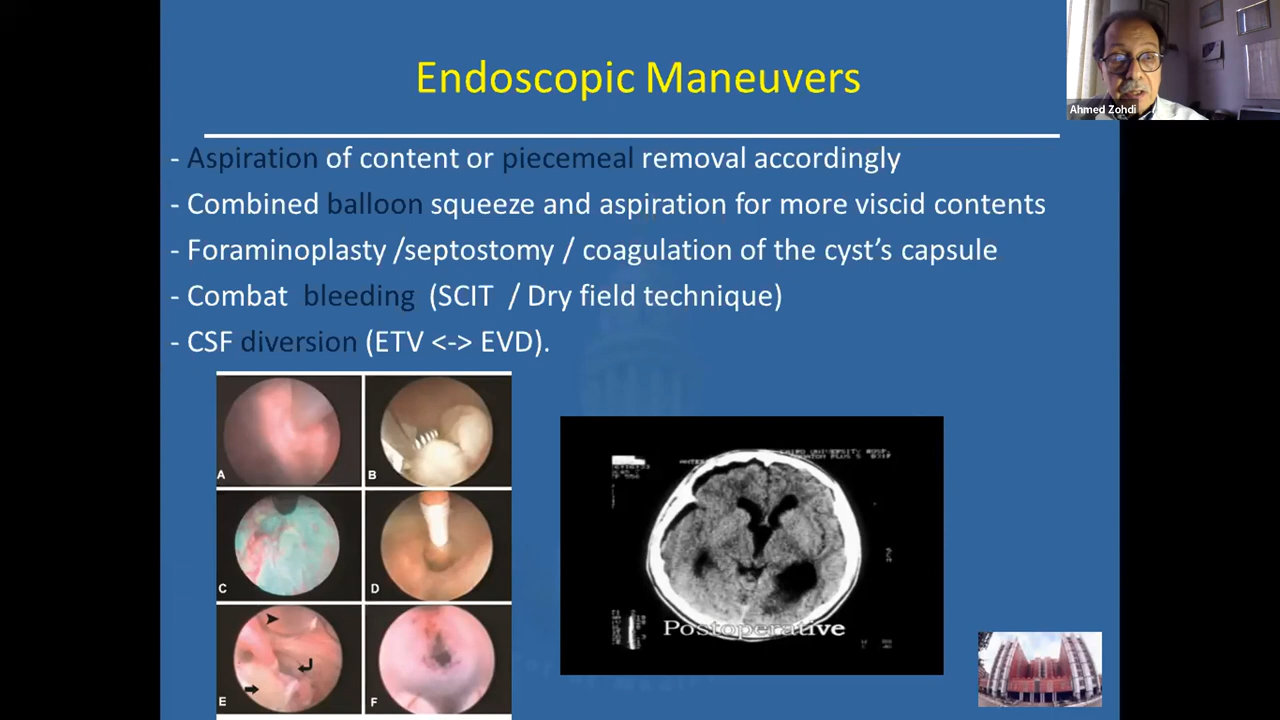 Endoscopic Maneuvers
Ahmed Zohdi
- Aspiration of content or piecemeal removal accordingly
- Combined balloon squeeze and aspiration for more viscid contents
- Foraminoplasty /septostomy / coagulation of the cyst's capsule
- Combat bleeding (SCIT / Dry field technique)
- CSF diversion (ETV <-> EVD).
A
B
C
D
E
F
Postoperative